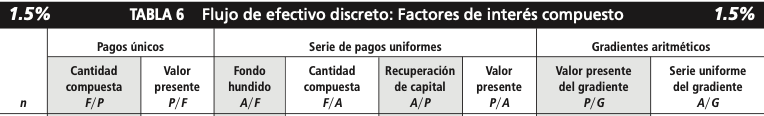 1.5% TABLA 6 Flujo de efectivo discreto: Factores de interés compuesto 1.5%
Pagos únicos Serie de pagos uniformes Gradientes aritméticos
Cantidad Valor Fondo Cantidad Recuperación Valor Valor presente Serie uniforme
compuesta presente hundido compuesta de capital presente del gradiente del gradiente
n F/P P/F A/F F/A A/P P/A P/G A/G